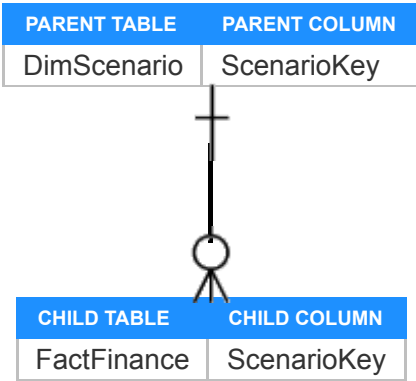 PARENT TABLE PARENT COLUMN
DimScenario ScenarioKey
CHILD TABLE CHILD COLUMN
FactFinance ScenarioKey